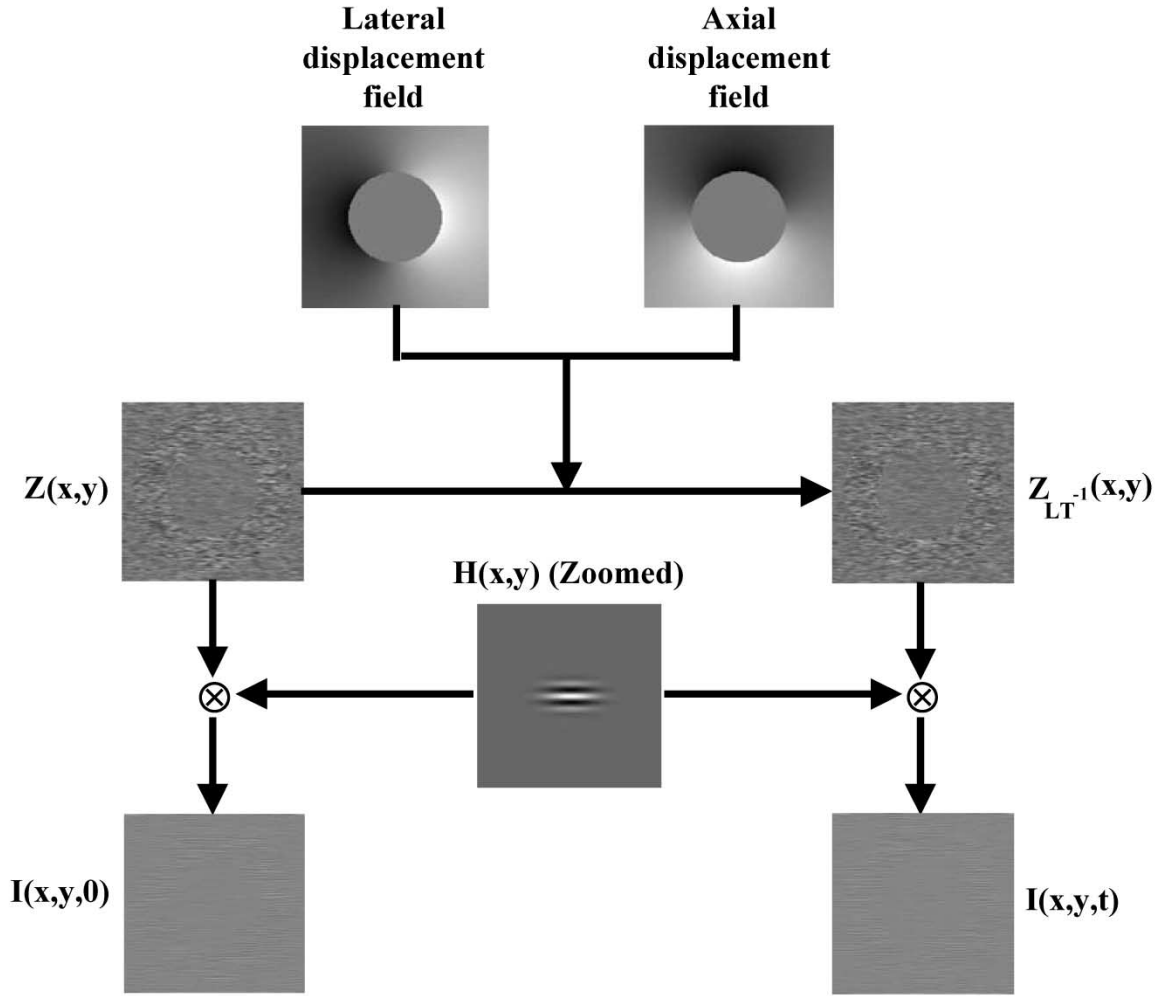 Lateral
displacement
field
Axial
displacement
field
Z(x,y)
Z_LT⁻¹(x,y)
H(x,y) (Zoomed)
I(x,y,0)
I(x,y,t)